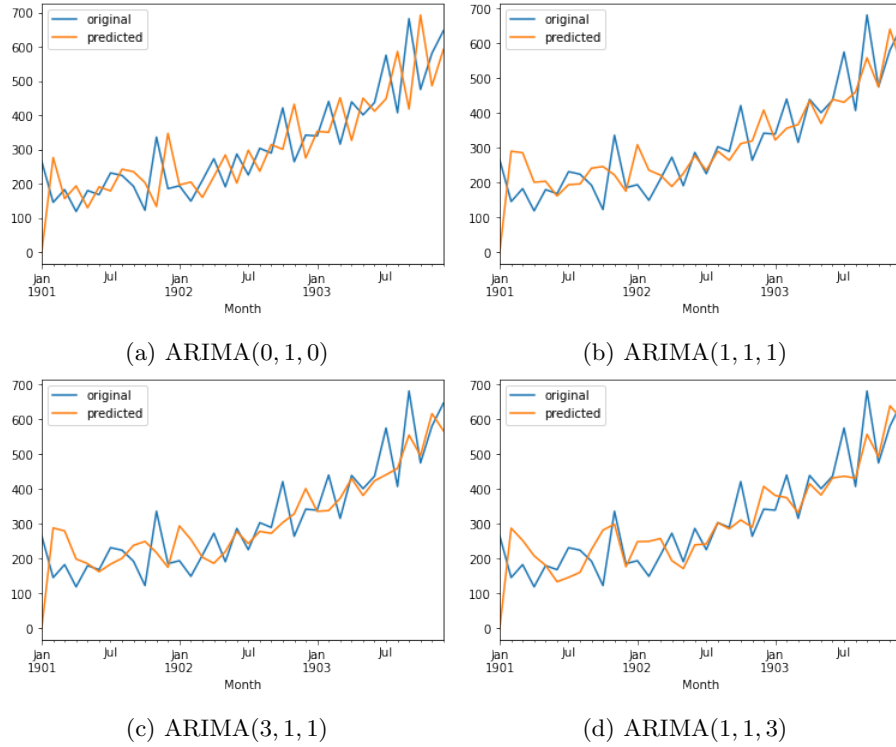 700
600
500
400
300
200
100
0
original
predicted
Jan
1901
Jul
Jan
1902
Jul
Jan
1903
Jul
Month
(a) ARIMA(0, 1, 0)
700
600
500
400
300
200
100
0
original
predicted
Jan
1901
Jul
Jan
1902
Jul
Jan
1903
Jul
Month
(b) ARIMA(1, 1, 1)
700
600
500
400
300
200
100
0
original
predicted
Jan
1901
Jul
Jan
1902
Jul
Jan
1903
Jul
Month
(c) ARIMA(3, 1, 1)
700
600
500
400
300
200
100
0
original
predicted
Jan
1901
Jul
Jan
1902
Jul
Jan
1903
Jul
Month
(d) ARIMA(1, 1, 3)